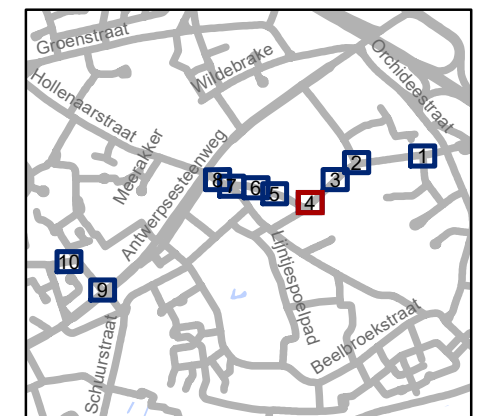 Groenstraat
Wildebrake
Orchideestraat
Hollenaarstraat
Meerakker
Antwerpsesteenweg
1
2
3
8
7
6
5
4
Lijntjespoelpad
10
9
Beelbroekstraat
Schuurstraat